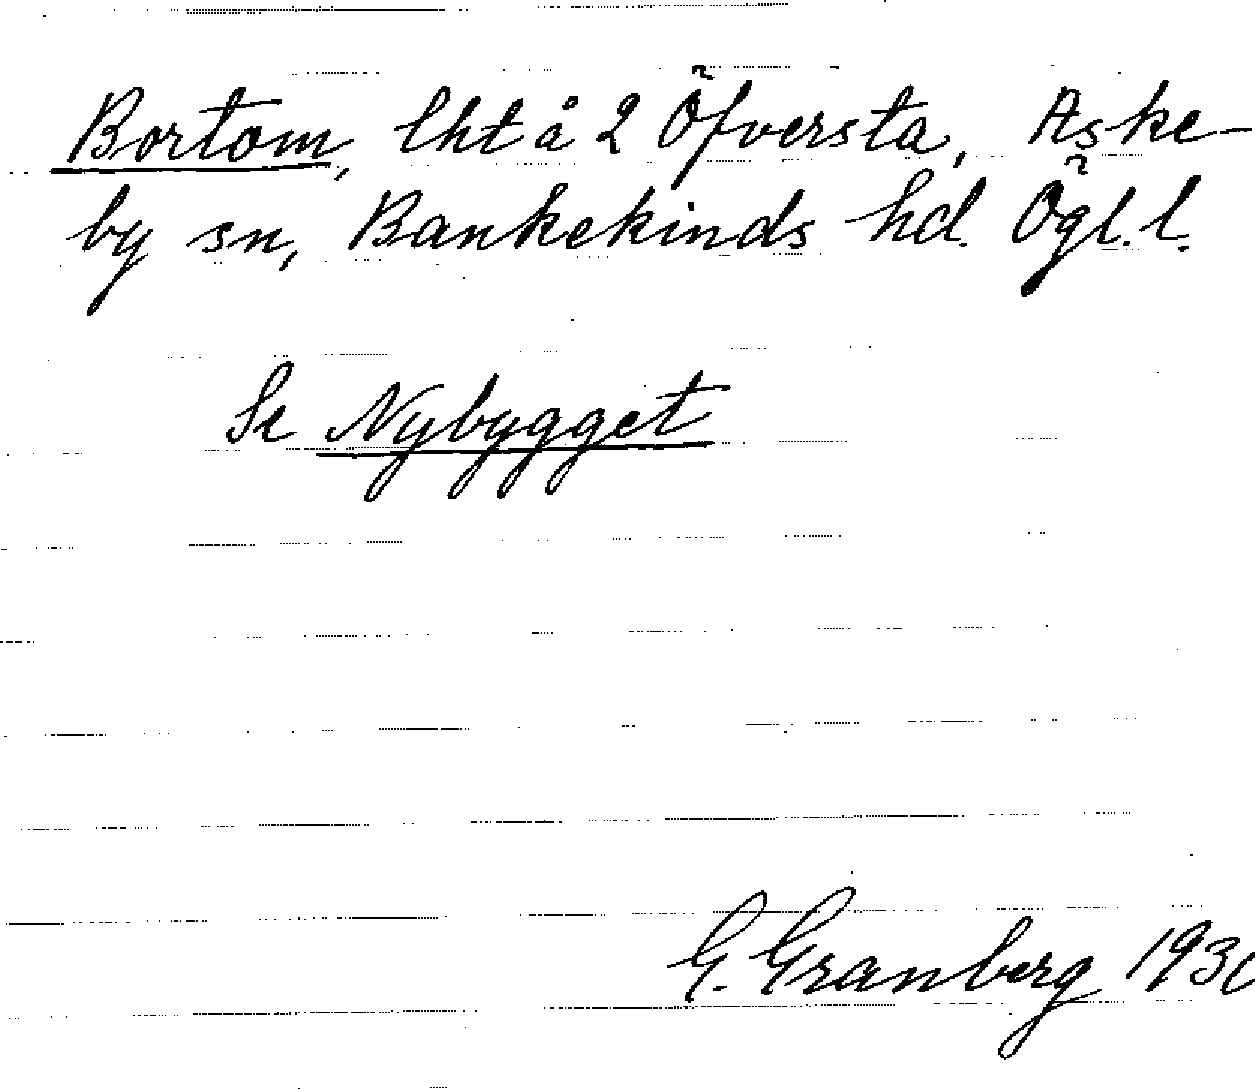 Bortom, lht å 2 Öfversta, Aske-
by sn, Bankekinds hd. Ögl. l.
Se Nybygget
G. Granberg 1930